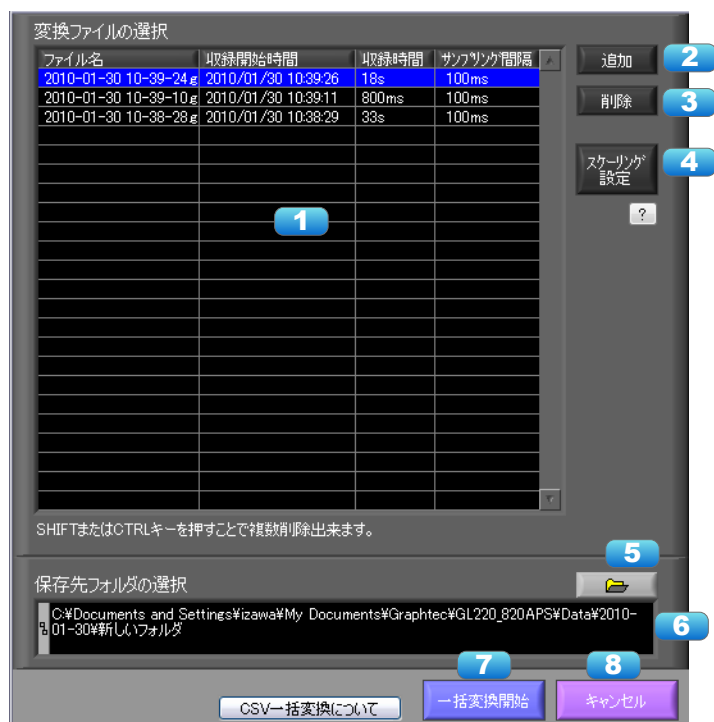 変換ファイルの選択
ファイル名 収録開始時間 収録時間 サンプリング間隔
2010-01-30 10-39-24g 2010/01/30 10:39:26 18s 100ms
2010-01-30 10-39-10g 2010/01/30 10:39:11 800ms 100ms
2010-01-30 10-38-28g 2010/01/30 10:38:29 33s 100ms
追加 2
削除 3
スケーリング
設定
4
?
1
SHIFTまたはCTRLキーを押すことで複数削除出来ます。
5
保存先フォルダの選択
C:¥Documents and Settings¥izawa¥My Documents¥Graphtec¥GL220_820APS¥Data¥2010-
01-30¥新しいフォルダ
6
7 8
CSV一括変換について 一括変換開始 キャンセル